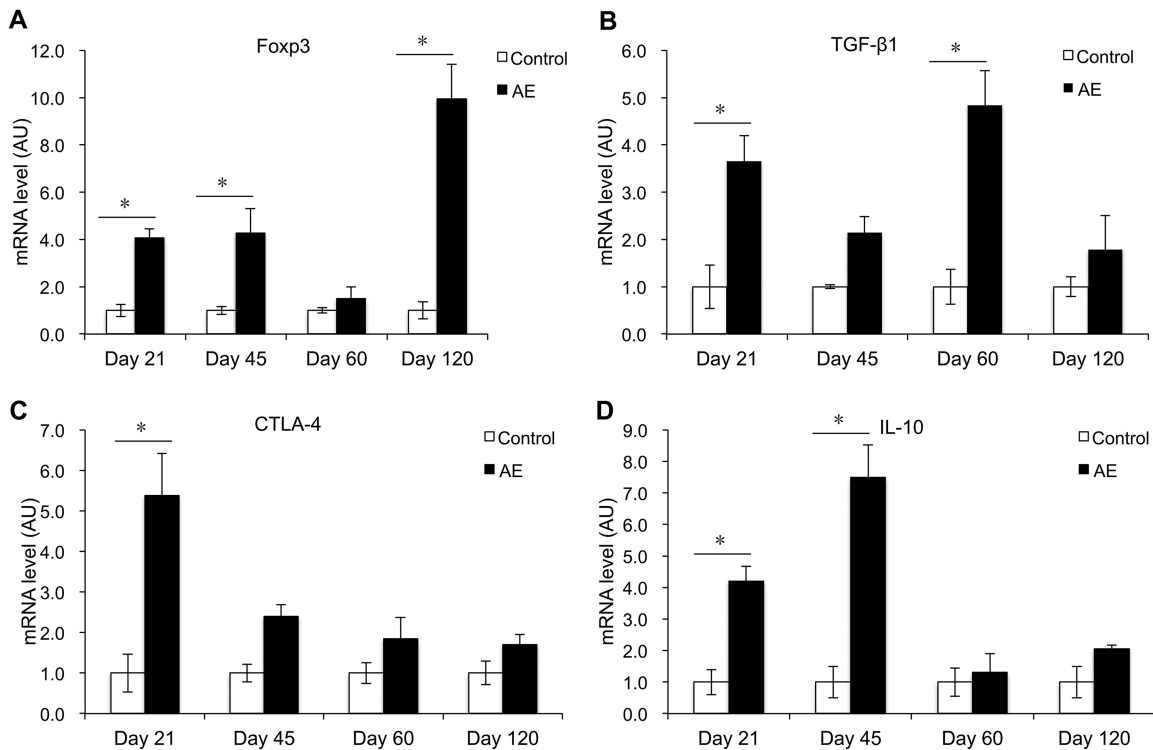 A
Foxp3
mRNA level (AU)
12.0
10.0
8.0
6.0
4.0
2.0
0.0
*
*
*
Control
AE
Day 21
Day 45
Day 60
Day 120
B
TGF-β1
mRNA level (AU)
6.0
5.0
4.0
3.0
2.0
1.0
0.0
*
*
Control
AE
Day 21
Day 45
Day 60
Day 120
C
CTLA-4
mRNA level (AU)
7.0
6.0
5.0
4.0
3.0
2.0
1.0
0.0
*
Control
AE
Day 21
Day 45
Day 60
Day 120
D
IL-10
mRNA level (AU)
9.0
8.0
7.0
6.0
5.0
4.0
3.0
2.0
1.0
0.0
*
*
Control
AE
Day 21
Day 45
Day 60
Day 120